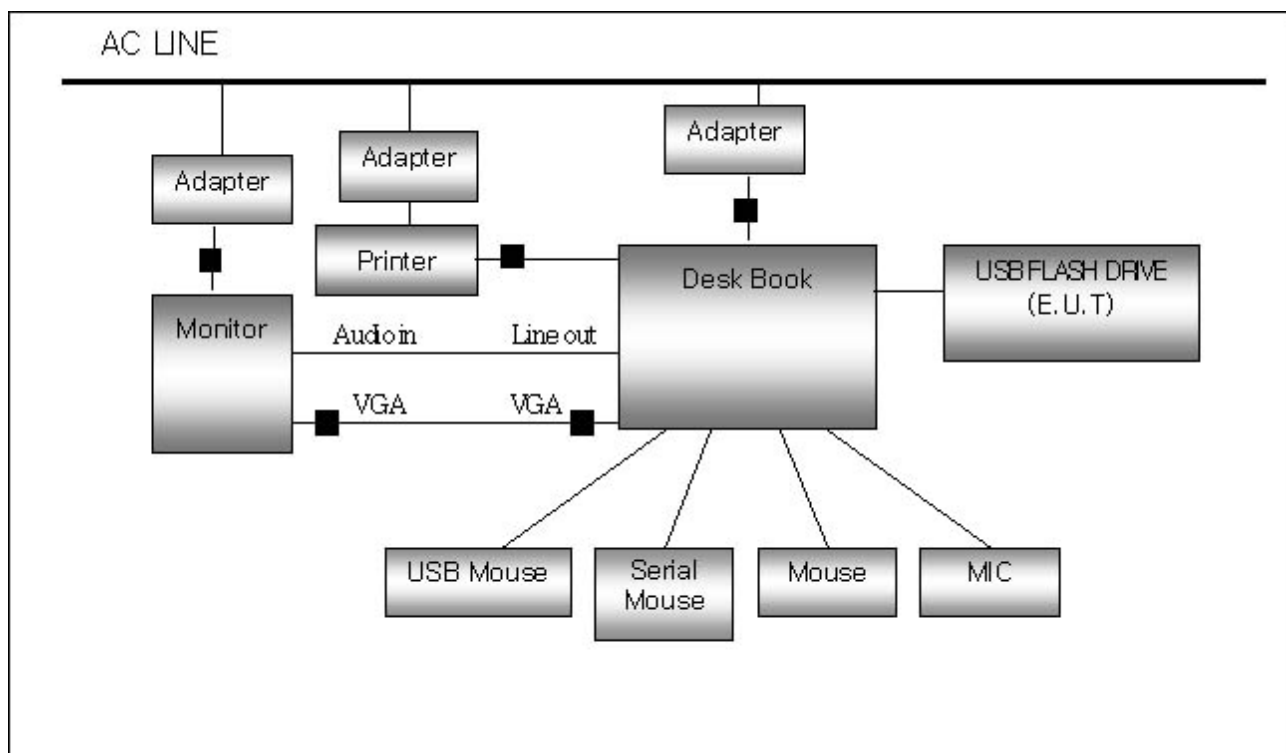 AC LINE
Adapter
Adapter
Adapter
Printer
Desk Book
USB FLASH DRIVE
(E. U. T)
Monitor
Audio in
Line out
VGA
VGA
USB Mouse
Serial
Mouse
Mouse
MIC